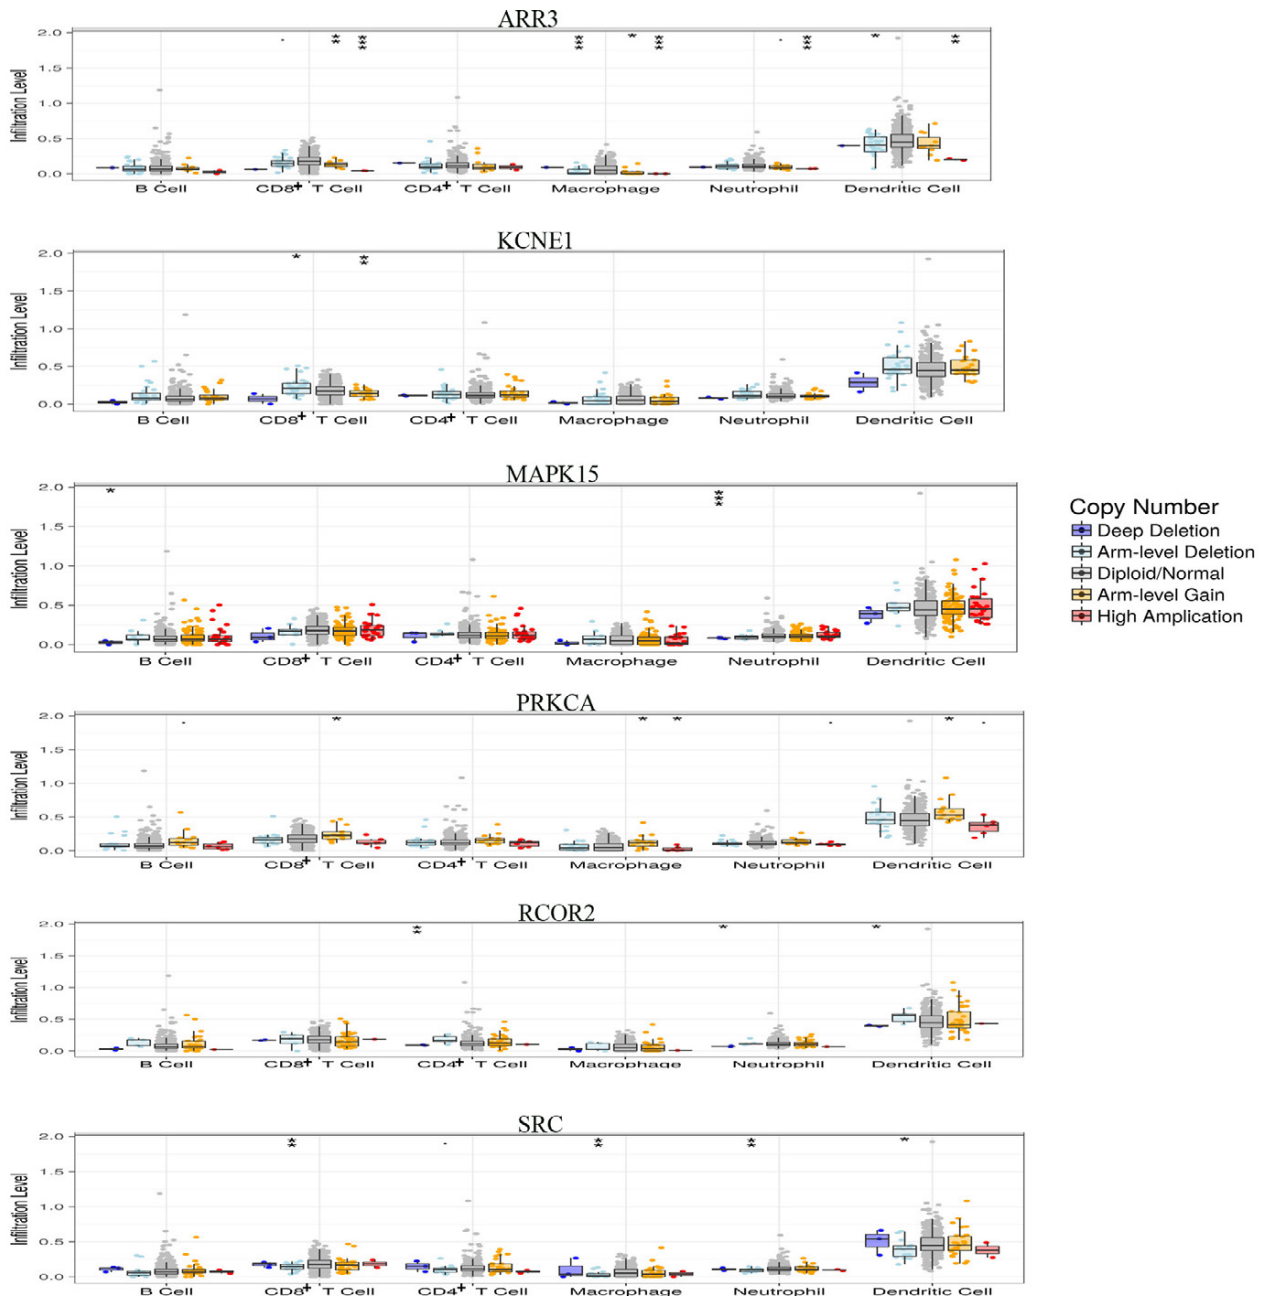 ARR3
Infiltration Level
2.0
1.5
1.0
0.5
0.0
. ** *** *** * *** . *** * **
B Cell CD8+ T Cell CD4+ T Cell Macrophage Neutrophil Dendritic Cell
KCNE1
Infiltration Level
2.0
1.5
1.0
0.5
0.0
* **
B Cell CD8+ T Cell CD4+ T Cell Macrophage Neutrophil Dendritic Cell
MAPK15
Infiltration Level
2.0
1.5
1.0
0.5
0.0
* ***
B Cell CD8+ T Cell CD4+ T Cell Macrophage Neutrophil Dendritic Cell
Copy Number
Deep Deletion
Arm-level Deletion
Diploid/Normal
Arm-level Gain
High Amplication
PRKCA
Infiltration Level
2.0
1.5
1.0
0.5
0.0
. * * * . * .
B Cell CD8+ T Cell CD4+ T Cell Macrophage Neutrophil Dendritic Cell
RCOR2
Infiltration Level
2.0
1.5
1.0
0.5
0.0
** * *
B Cell CD8+ T Cell CD4+ T Cell Macrophage Neutrophil Dendritic Cell
SRC
Infiltration Level
2.0
1.5
1.0
0.5
0.0
** . ** ** *
B Cell CD8+ T Cell CD4+ T Cell Macrophage Neutrophil Dendritic Cell